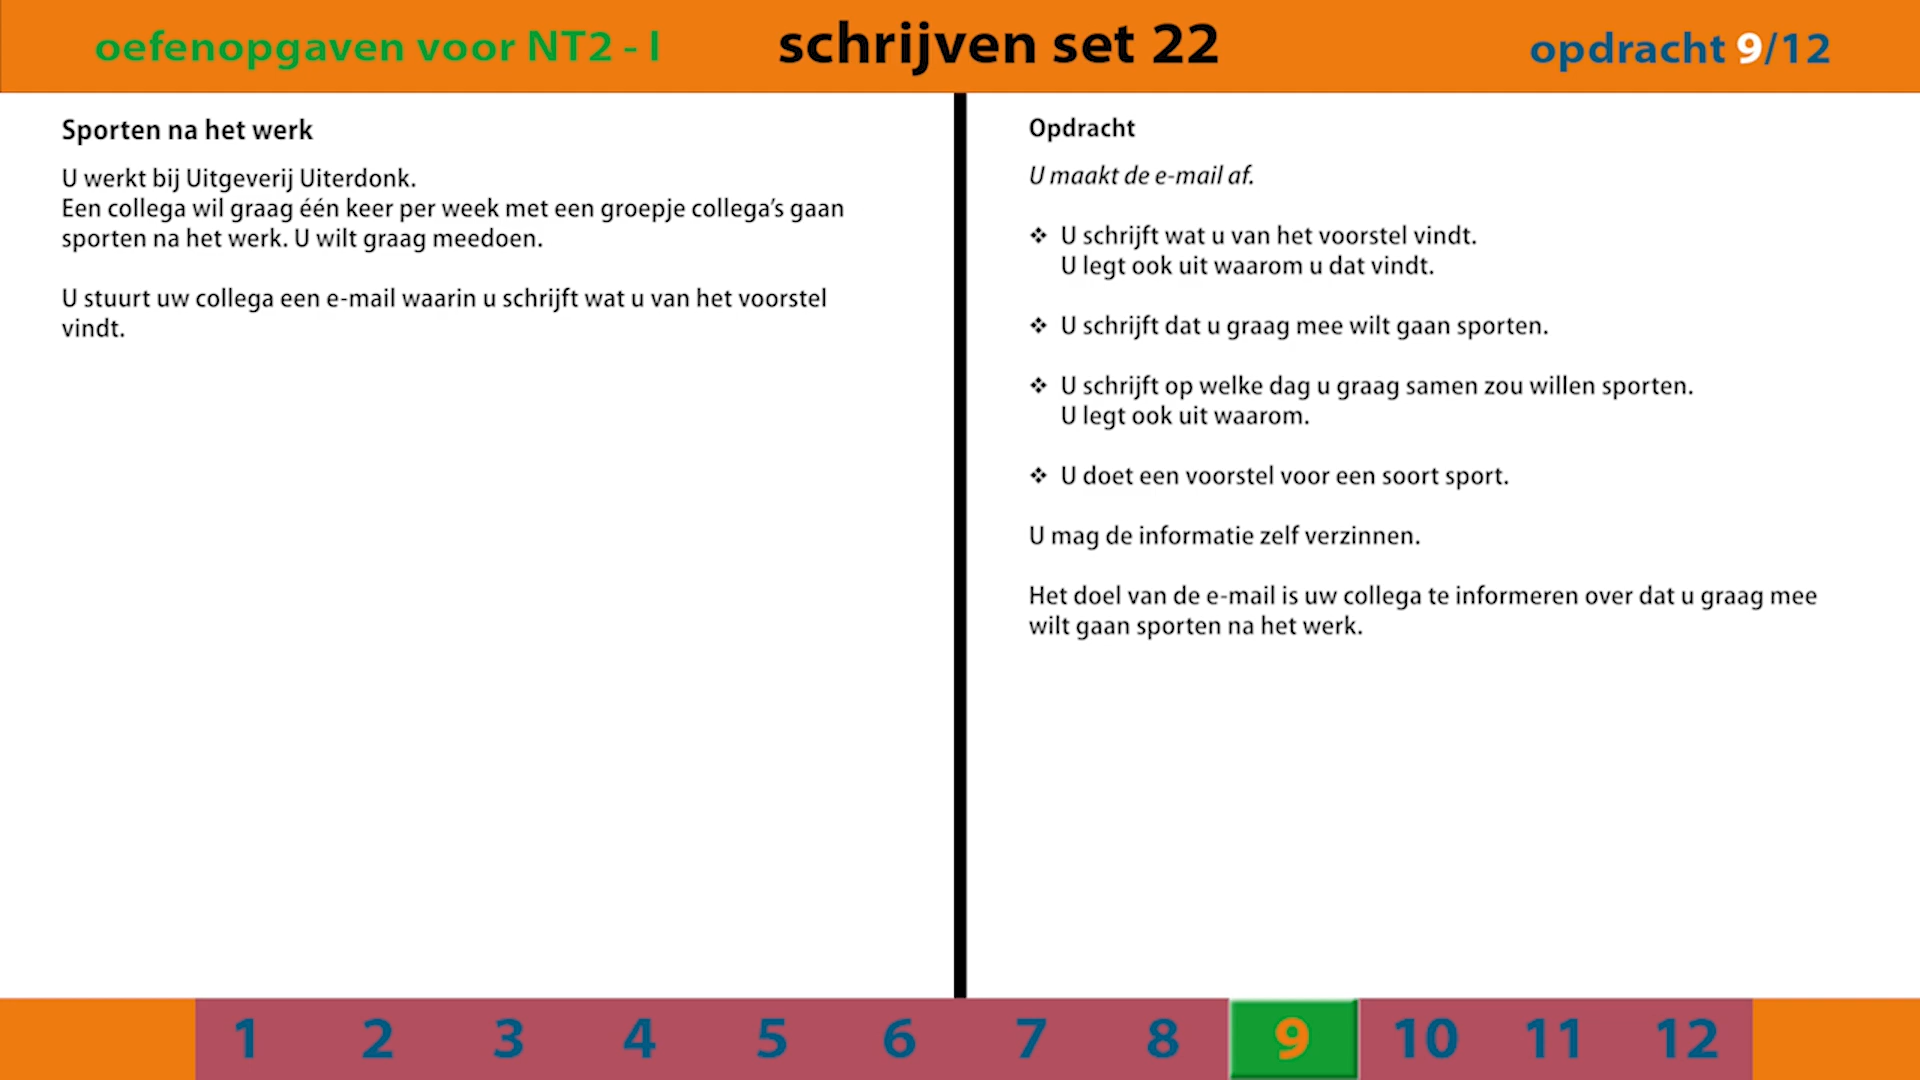 oefenopgaven voor NT2 - I
schrijven set 22
opdracht 9/12
Sporten na het werk
U werkt bij Uitgeverij Uiterdonk.
Een collega wil graag één keer per week met een groepje collega's gaan
sporten na het werk. U wilt graag meedoen.
U stuurt uw collega een e-mail waarin u schrijft wat u van het voorstel
vindt.
Opdracht
U maakt de e-mail af.
❖ U schrijft wat u van het voorstel vindt.
U legt ook uit waarom u dat vindt.
❖ U schrijft dat u graag mee wilt gaan sporten.
❖ U schrijft op welke dag u graag samen zou willen sporten.
U legt ook uit waarom.
❖ U doet een voorstel voor een soort sport.
U mag de informatie zelf verzinnen.
Het doel van de e-mail is uw collega te informeren over dat u graag mee
wilt gaan sporten na het werk.
1 2 3 4 5 6 7 8 9 10 11 12